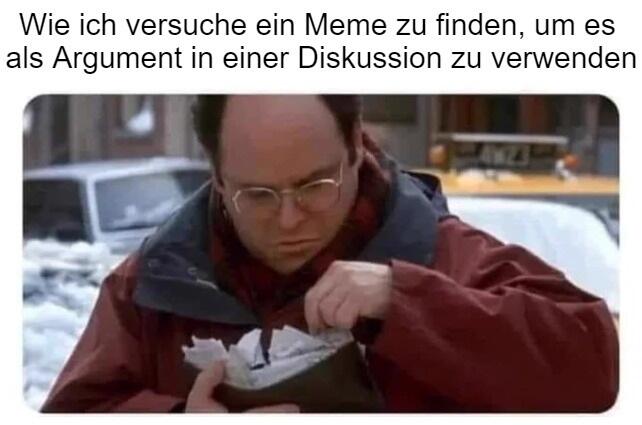 Wie ich versuche ein Meme zu finden, um es
als Argument in einer Diskussion zu verwenden